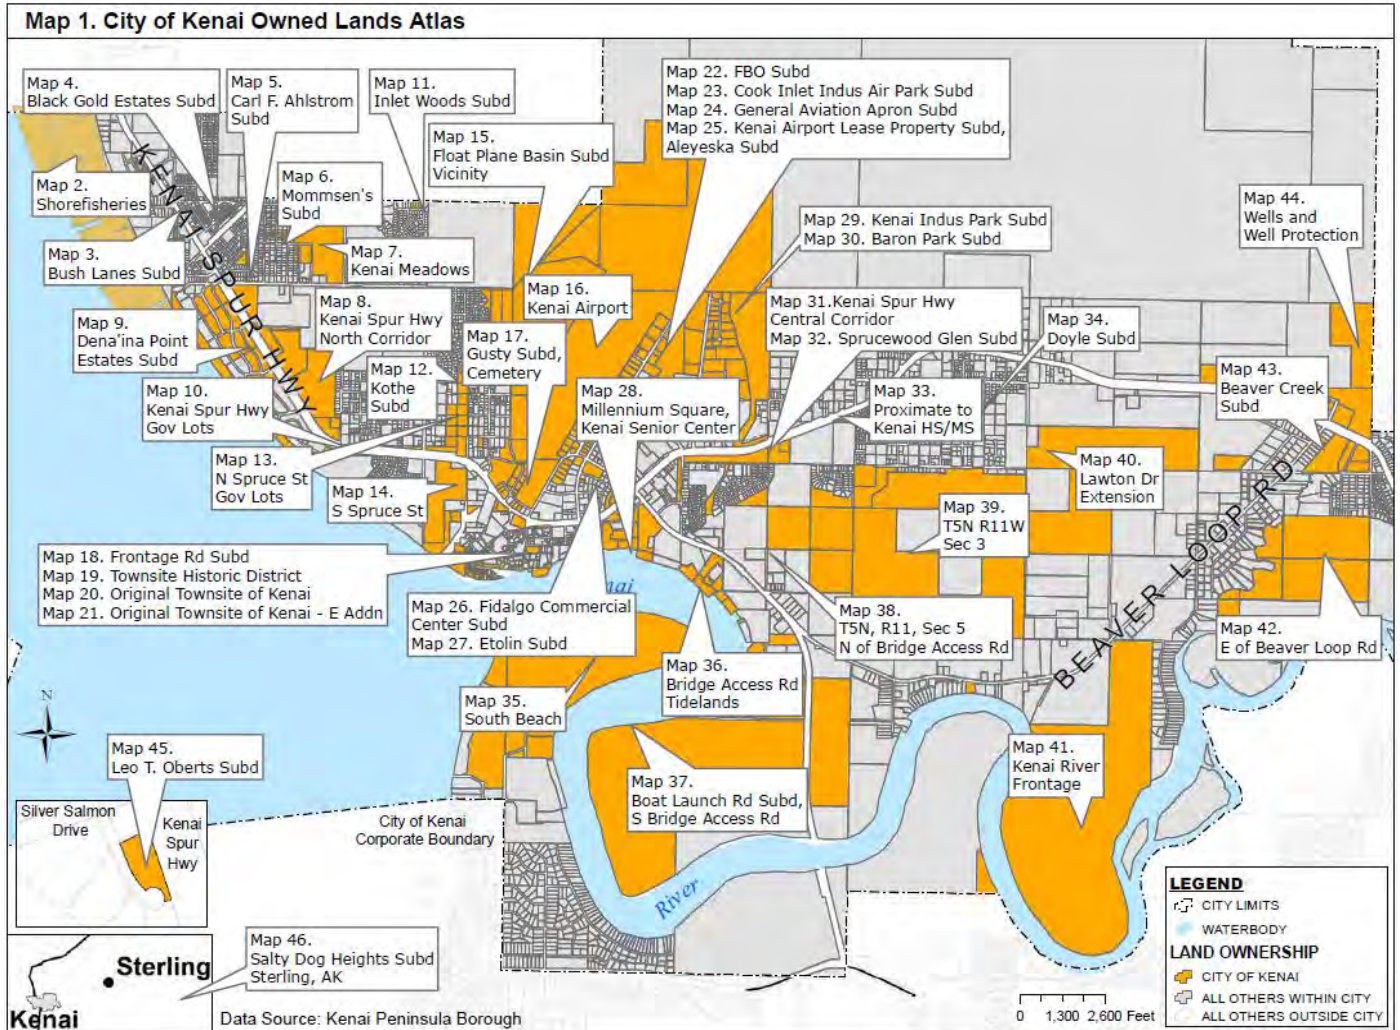 Map 1. City of Kenai Owned Lands Atlas
Map 4.
Black Gold Estates Subd
Map 5.
Carl F. Ahlstrom
Subd
Map 11.
Inlet Woods Subd
Map 22. FBO Subd
Map 23. Cook Inlet Indus Air Park Subd
Map 24. General Aviation Apron Subd
Map 25. Kenai Airport Lease Property Subd,
Aleyeska Subd
Map 15.
Float Plane Basin Subd
Vicinity
Map 2.
Shorefisheries
Map 6.
Mommsen's
Subd
Map 44.
Wells and
Well Protection
Map 29. Kenai Indus Park Subd
Map 30. Baron Park Subd
Map 3.
Bush Lanes Subd
Map 7.
Kenai Meadows
KENAI SPUR HWY
Map 16.
Kenai Airport
Map 8.
Kenai Spur Hwy
North Corridor
Map 31.Kenai Spur Hwy
Central Corridor
Map 32. Sprucewood Glen Subd
Map 34.
Doyle Subd
Map 9.
Dena'ina Point
Estates Subd
Map 17.
Gusty Subd,
Cemetery
Map 12.
Kothe
Subd
Map 43.
Beaver Creek
Subd
Map 10.
Kenai Spur Hwy
Gov Lots
Map 28.
Millennium Square,
Kenai Senior Center
Map 33.
Proximate to
Kenai HS/MS
Map 13.
N Spruce St
Gov Lots
Map 14.
S Spruce St
Map 40.
Lawton Dr
Extension
Map 39.
T5N R11W
Sec 3
BEAVER LOOP RD
Map 18. Frontage Rd Subd
Map 19. Townsite Historic District
Map 20. Original Townsite of Kenai
Map 21. Original Townsite of Kenai - E Addn
Map 26. Fidalgo Commercial
Center Subd
Map 27. Etolin Subd
Map 38.
T5N, R11, Sec 5
N of Bridge Access Rd
Map 42.
E of Beaver Loop Rd
Map 36.
Bridge Access Rd
Tidelands
Map 35.
South Beach
N
Map 45.
Leo T. Oberts Subd
Map 41.
Kenai River
Frontage
Map 37.
Boat Launch Rd Subd,
S Bridge Access Rd
Silver Salmon
Drive
Kenai
Spur
Hwy
City of Kenai
Corporate Boundary
River
LEGEND
CITY LIMITS
WATERBODY
LAND OWNERSHIP
CITY OF KENAI
ALL OTHERS WITHIN CITY
ALL OTHERS OUTSIDE CITY
Map 46.
Salty Dog Heights Subd
Sterling, AK
Sterling
Kenai
Data Source: Kenai Peninsula Borough
0 1,300 2,600 Feet